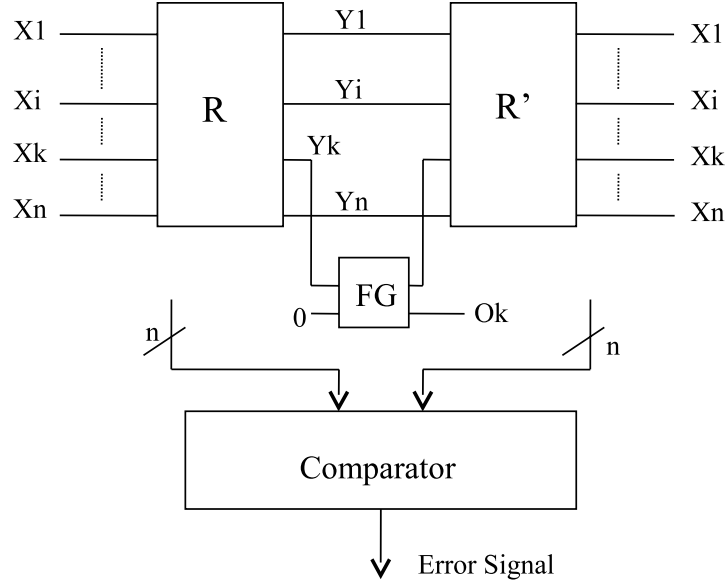 X1 Y1 X1
Xi R Yi R’ Xi
Xk Yk Xk
Xn Yn Xn
FG
0 Ok
n n
Comparator
Error Signal